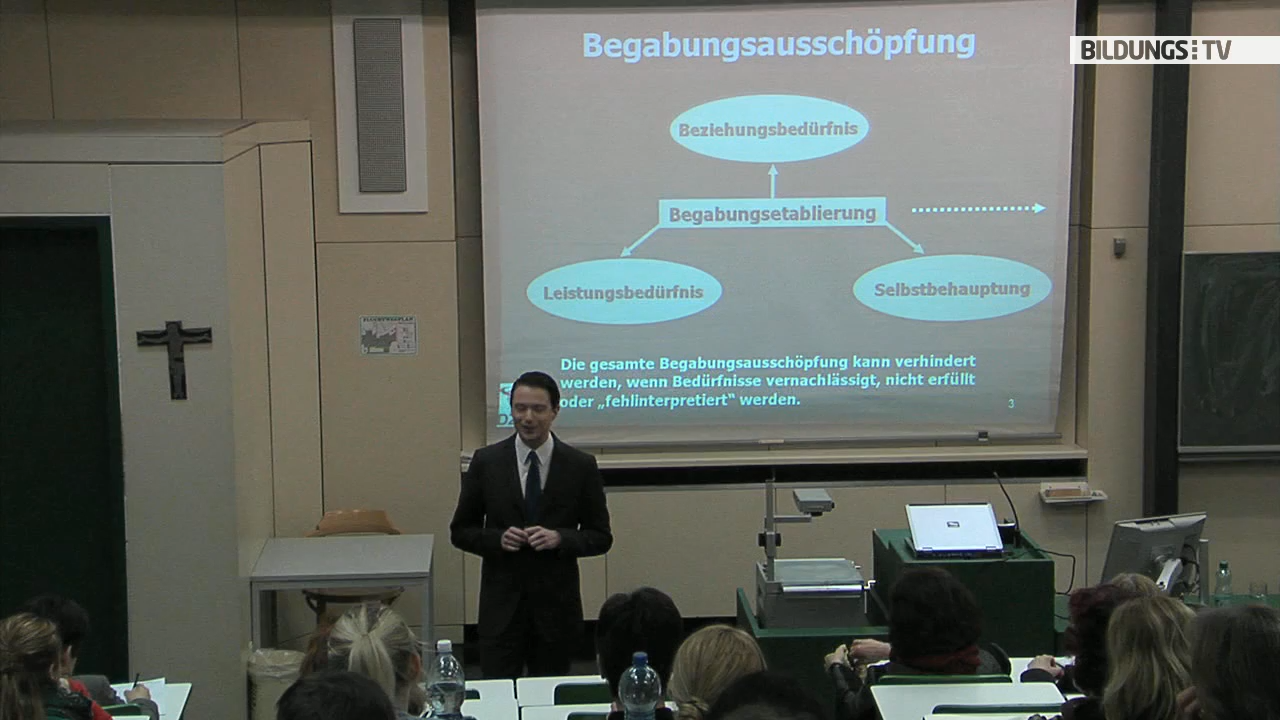 Begabungsausschöpfung
BILDUNGS TV
Beziehungsbedürfnis
Begabungsetablierung
Leistungsbedürfnis
Selbstbehauptung
Die gesamte Begabungsausschöpfung kann verhindert
werden, wenn Bedürfnisse vernachlässigt, nicht erfüllt
oder „fehlinterpretiert“ werden.
3